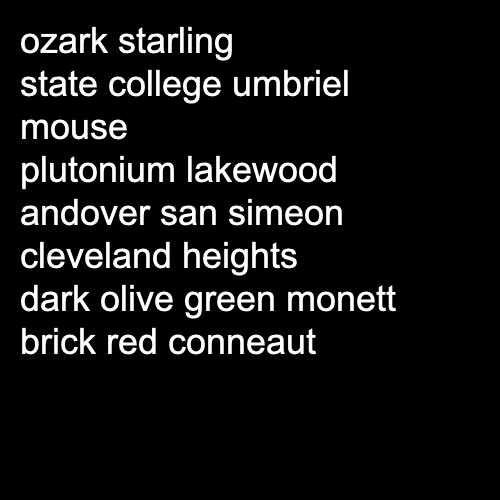 ozark starling
state college umbriel
mouse
plutonium lakewood
andover san simeon
cleveland heights
dark olive green monett
brick red conneaut